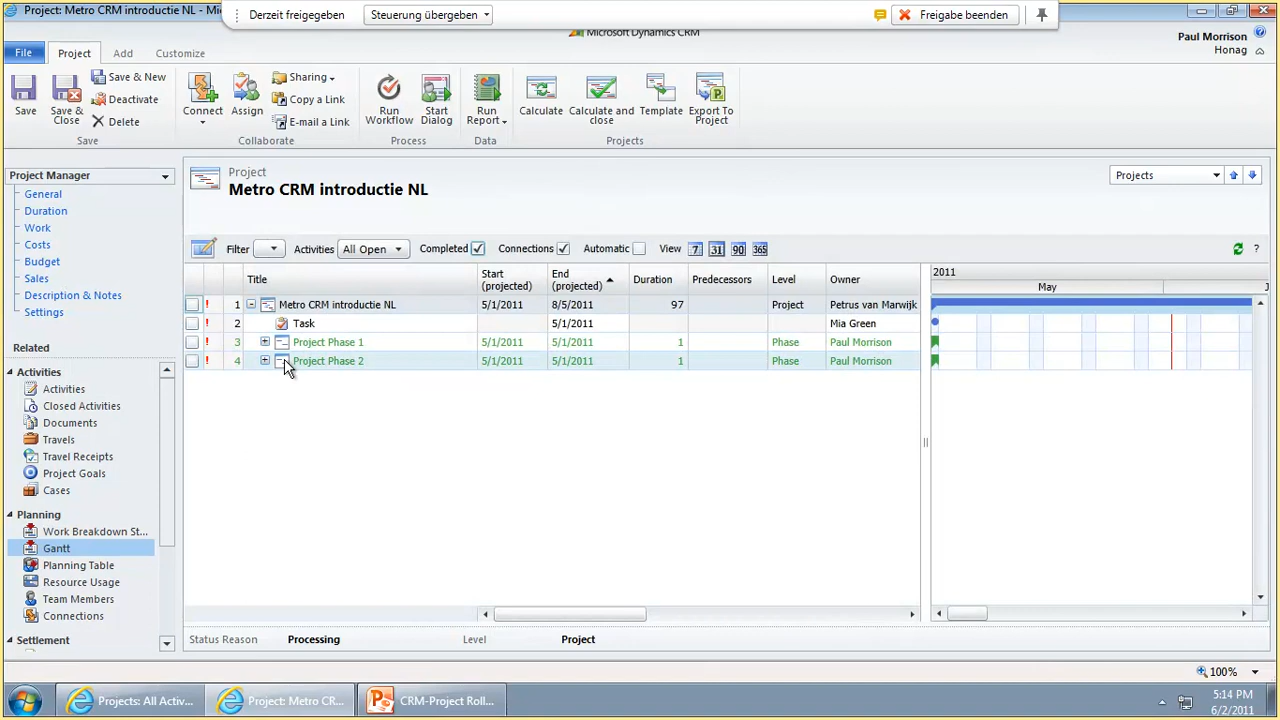 Project: Metro CRM introductie NL - Mi
Derzeit freigegeben
Steuerung übergeben
Freigabe beenden
Microsoft Dynamics CRM
File
Project
Add
Customize
Paul Morrison
Honag
Save
Save & Close
Save & New
Deactivate
Delete
Save
Connect
Assign
Sharing
Copy a Link
E-mail a Link
Collaborate
Run Workflow
Start Dialog
Process
Run Report
Data
Calculate
Calculate and close
Template
Export To Project
Projects
Project Manager
General
Duration
Work
Costs
Budget
Sales
Description & Notes
Settings
Related
Activities
Activities
Closed Activities
Documents
Travels
Travel Receipts
Project Goals
Cases
Planning
Work Breakdown St...
Gantt
Planning Table
Resource Usage
Team Members
Connections
Settlement
Project
Metro CRM introductie NL
Projects
Filter
Activities
All Open
Completed
Connections
Automatic
View
7
31
90
365
?
Title
Start (projected)
End (projected)
Duration
Predecessors
Level
Owner
2011
May
! 1 Metro CRM introductie NL 5/1/2011 8/5/2011 97 Project Petrus van Marwijk
! 2 Task 5/1/2011 Mia Green
! 3 Project Phase 1 5/1/2011 5/1/2011 1 Phase Paul Morrison
! 4 Project Phase 2 5/1/2011 5/1/2011 1 Phase Paul Morrison
Status Reason
Processing
Level
Project
100%
Projects: All Activ...
Project: Metro CR...
CRM-Project Roll...
5:14 PM
6/2/2011